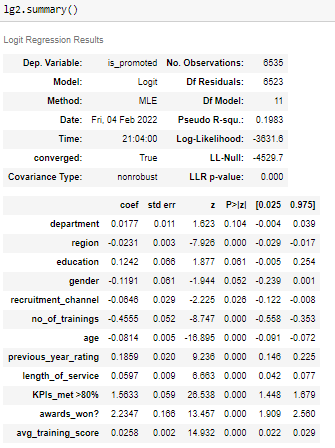 lg2.summary()
Logit Regression Results
Dep. Variable: is_promoted No. Observations: 6535
Model: Logit Df Residuals: 6523
Method: MLE Df Model: 11
Date: Fri, 04 Feb 2022 Pseudo R-squ.: 0.1983
Time: 21:04:00 Log-Likelihood: -3631.6
converged: True LL-Null: -4529.7
Covariance Type: nonrobust LLR p-value: 0.000
coef std err z P>|z| [0.025 0.975]
department 0.0177 0.011 1.623 0.104 -0.004 0.039
region -0.0231 0.003 -7.926 0.000 -0.029 -0.017
education 0.1242 0.066 1.877 0.061 -0.005 0.254
gender -0.1191 0.061 -1.944 0.052 -0.239 0.001
recruitment_channel -0.0646 0.029 -2.225 0.026 -0.122 -0.008
no_of_trainings -0.4555 0.052 -8.747 0.000 -0.558 -0.353
age -0.0814 0.005 -16.895 0.000 -0.091 -0.072
previous_year_rating 0.1859 0.020 9.236 0.000 0.146 0.225
length_of_service 0.0597 0.009 6.663 0.000 0.042 0.077
KPIs_met >80% 1.5633 0.059 26.538 0.000 1.448 1.679
awards_won? 2.2347 0.166 13.457 0.000 1.909 2.560
avg_training_score 0.0258 0.002 14.932 0.000 0.022 0.029